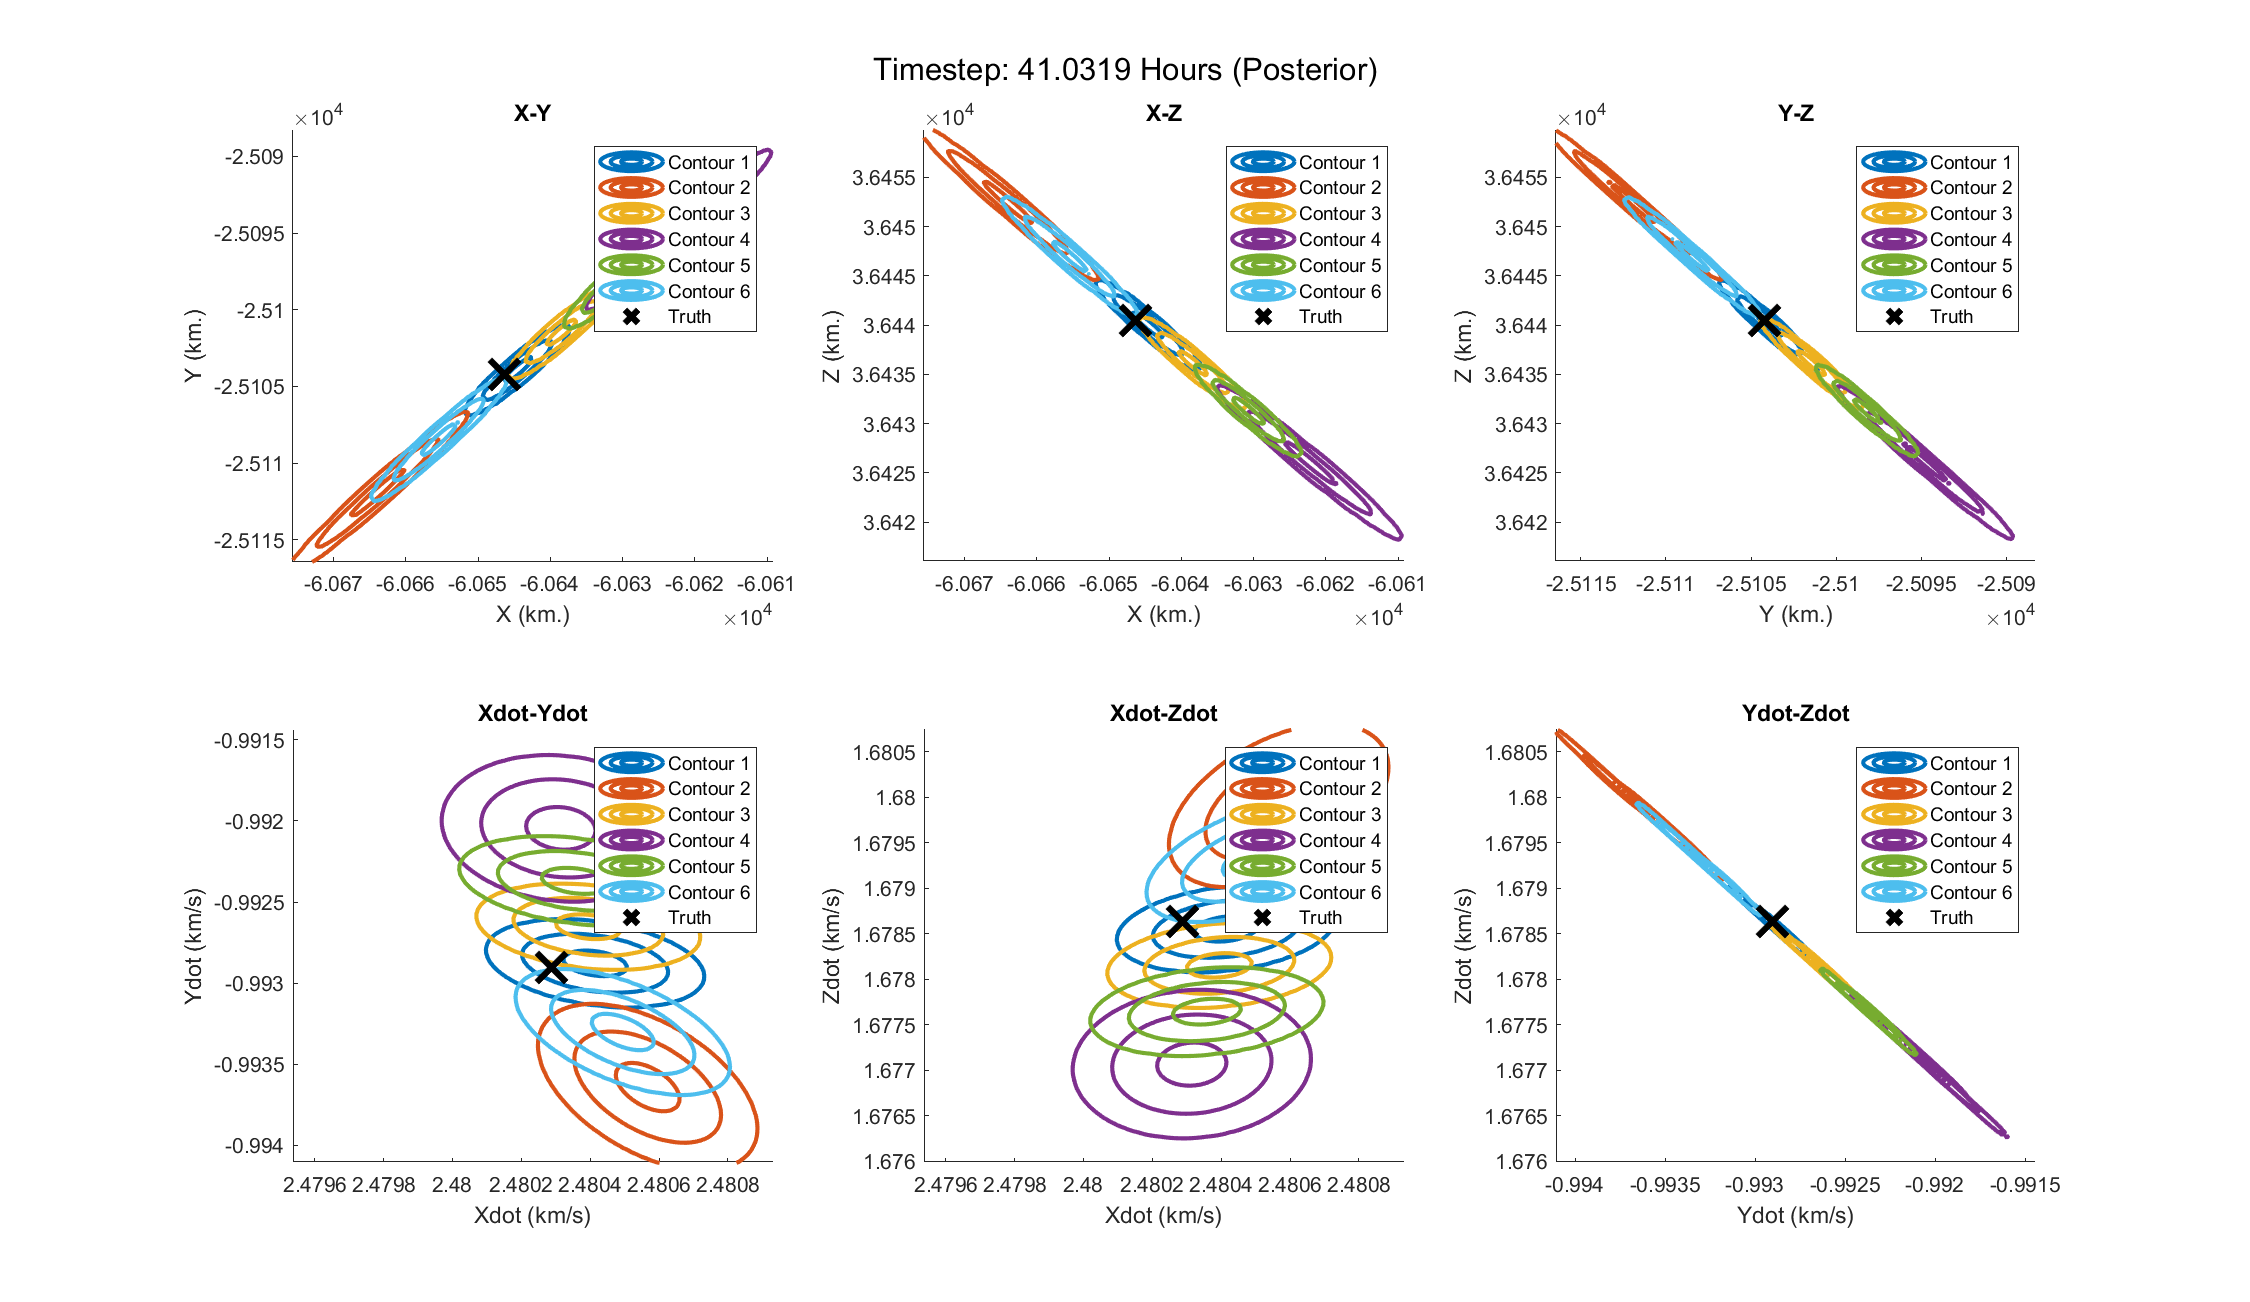 Timestep: 41.0319 Hours (Posterior)
X-Y
×10⁴
-2.509
-2.5095
-2.51
-2.5105
-2.511
-2.5115
Y (km.)
-6.067 -6.066 -6.065 -6.064 -6.063 -6.062 -6.061
X (km.)
×10⁴
Contour 1
Contour 2
Contour 3
Contour 4
Contour 5
Contour 6
Truth
X-Z
×10⁴
3.6455
3.645
3.6445
3.644
3.6435
3.643
3.6425
3.642
Z (km.)
-6.067 -6.066 -6.065 -6.064 -6.063 -6.062 -6.061
X (km.)
×10⁴
Contour 1
Contour 2
Contour 3
Contour 4
Contour 5
Contour 6
Truth
Y-Z
×10⁴
3.6455
3.645
3.6445
3.644
3.6435
3.643
3.6425
3.642
Z (km.)
-2.5115 -2.511 -2.5105 -2.51 -2.5095 -2.509
Y (km.)
×10⁴
Contour 1
Contour 2
Contour 3
Contour 4
Contour 5
Contour 6
Truth
Xdot-Ydot
-0.9915
-0.992
-0.9925
-0.993
-0.9935
-0.994
Ydot (km/s)
2.4796 2.4798 2.48 2.4802 2.4804 2.4806 2.4808
Xdot (km/s)
Contour 1
Contour 2
Contour 3
Contour 4
Contour 5
Contour 6
Truth
Xdot-Zdot
1.6805
1.68
1.6795
1.679
1.6785
1.678
1.6775
1.677
1.6765
1.676
Zdot (km/s)
2.4796 2.4798 2.48 2.4802 2.4804 2.4806 2.4808
Xdot (km/s)
Contour 1
Contour 2
Contour 3
Contour 4
Contour 5
Contour 6
Truth
Ydot-Zdot
1.6805
1.68
1.6795
1.679
1.6785
1.678
1.6775
1.677
1.6765
1.676
Zdot (km/s)
-0.994 -0.9935 -0.993 -0.9925 -0.992 -0.9915
Ydot (km/s)
Contour 1
Contour 2
Contour 3
Contour 4
Contour 5
Contour 6
Truth